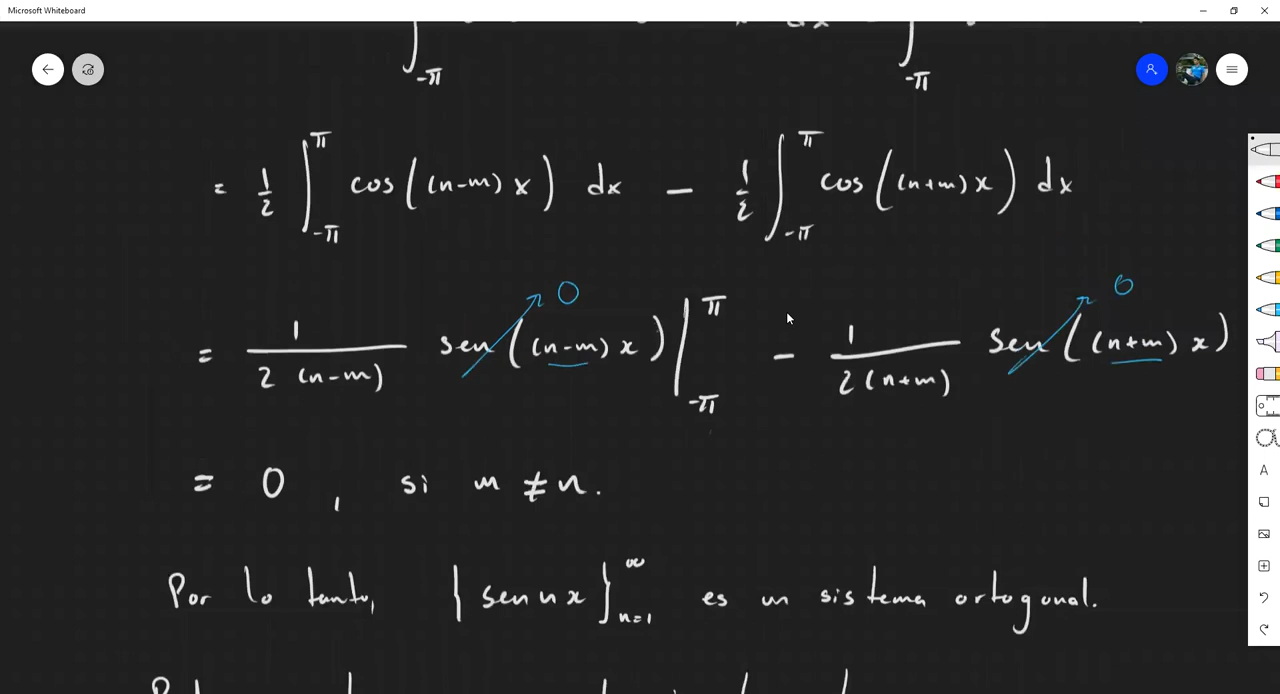 Microsoft Whiteboard
-π -π
= 1/2 ∫_{-π}^{π} cos((n-m) x) dx - 1/2 ∫_{-π}^{π} cos((n+m) x) dx
= 1/(2 (n-m)) sen((n-m) x) |_{-π}^{π} - 1/(2 (n+m)) sen((n+m) x)
0 0
= 0 , si m ≠ n.
Por lo tanto, {sen n x}_{n=1}^{∞} es un sistema ortogonal.
A